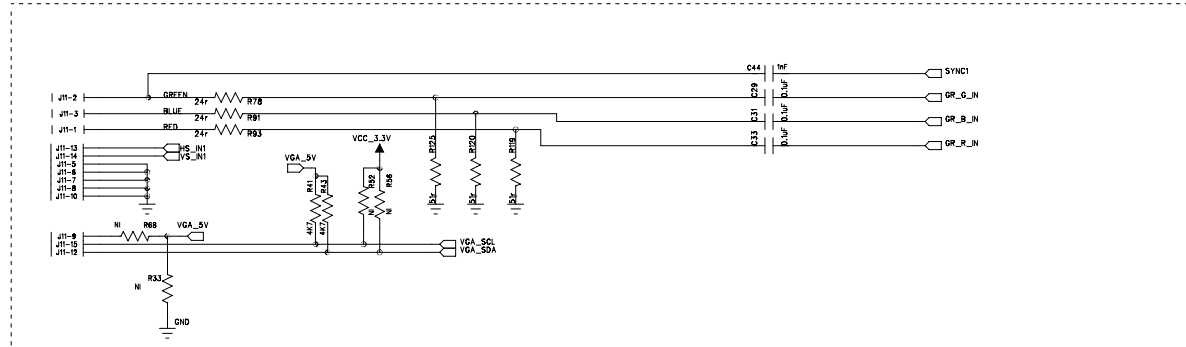 C44 1nF SYNC1
J11-2 GREEN 24r R78 C29 0.1uF GR_G_IN
J11-3 BLUE 24r R91 C31 0.1uF GR_B_IN
J11-1 RED 24r R93 C33 0.1uF GR_R_IN
VCC_3.3V R125 R120 R119
J11-13 HS_IN1
J11-14 VS_IN1
J11-5
J11-6
J11-7
J11-8
J11-10
VGA_5V
R41 R43 R52 R56
4K7 4K7 NI NI
51r 51r 51r
J11-9 NI R68 VGA_5V
J11-15 VGA_SCL
J11-12 VGA_SDA
R33
NI
GND